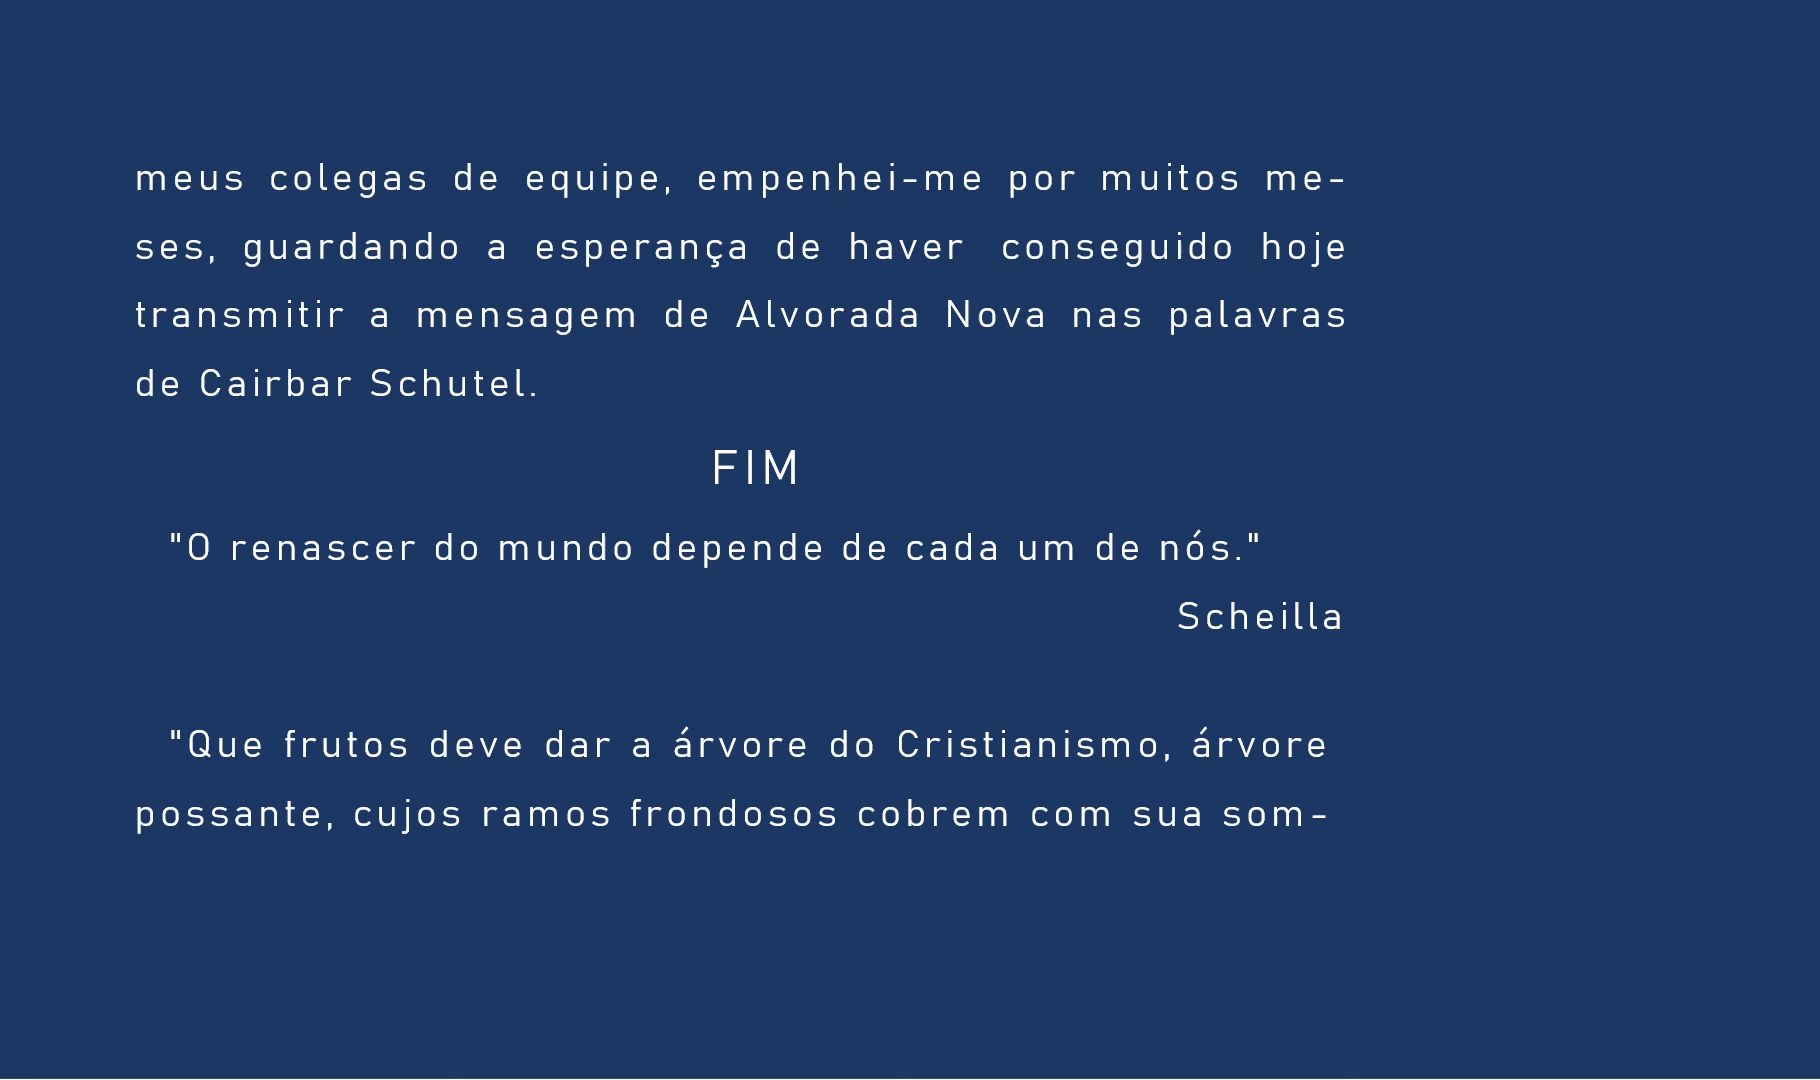 meus colegas de equipe, empenhei-me por muitos me-
ses, guardando a esperança de haver conseguido hoje
transmitir a mensagem de Alvorada Nova nas palavras
de Cairbar Schutel.
FIM
"O renascer do mundo depende de cada um de nós."
Scheilla
"Que frutos deve dar a árvore do Cristianismo, árvore
possante, cujos ramos frondosos cobrem com sua som-